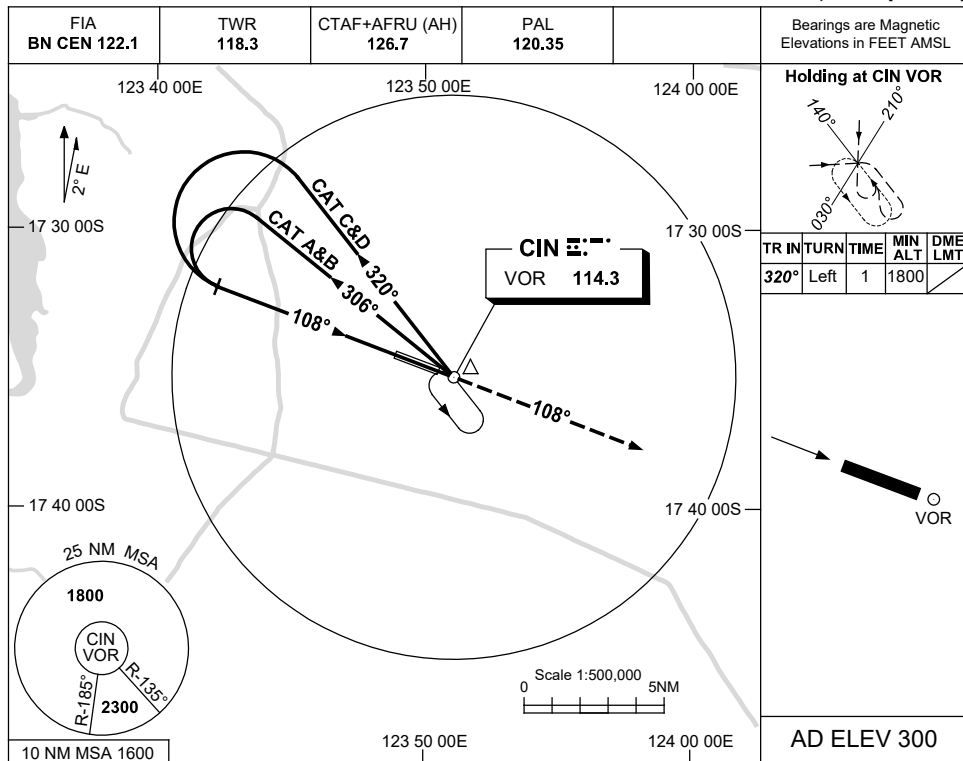 FIA
BN CEN 122.1
TWR
118.3
CTAF+AFRU (AH)
126.7
PAL
120.35
Bearings are Magnetic
Elevations in FEET AMSL
123 40 00E
123 50 00E
124 00 00E
2° E
17 30 00S
17 30 00S
CAT C&D
CAT A&B
320°
306°
108°
108°
CIN
VOR 114.3
17 40 00S
17 40 00S
25 NM MSA
1800
CIN
VOR
R-185°
R-135°
2300
10 NM MSA 1600
Scale 1:500,000
0 5NM
123 50 00E
124 00 00E
Holding at CIN VOR
140°
210°
030°
TR IN TURN TIME MIN ALT DME LMT
320° Left 1 1800
VOR
AD ELEV 300